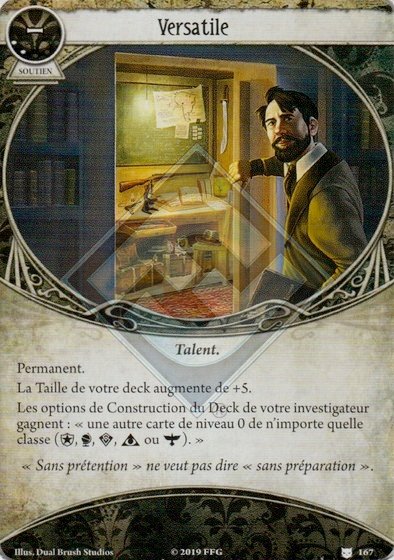 Versatile
SOUTIEN
Talent.
Permanent.
La Taille de votre deck augmente de +5.
Les options de Construction du Deck de votre investigateur
gagnent : « une autre carte de niveau 0 de n'importe quelle
classe ( , , , ou ). »
« Sans prétention » ne veut pas dire « sans préparation ».
Illus. Dual Brush Studios © 2019 FFG 167